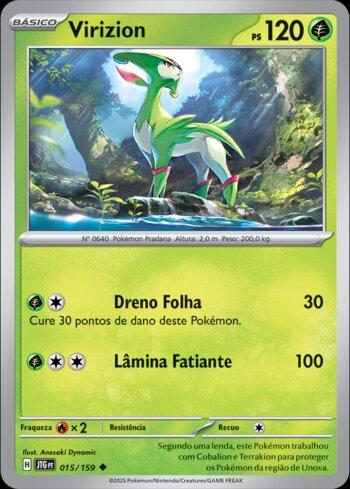 BÁSICO
Virizion
PS 120
Nº 0640 Pokémon Pradaria Altura: 2,0 m Peso: 200,0 kg
Dreno Folha 30
Cure 30 pontos de dano deste Pokémon.
Lâmina Fatiante 100
Fraqueza × 2 Resistência Recuo
Ilust. Anesaki Dynamic
H JTG PT 015/159
Segundo uma lenda, este Pokémon trabalhou
com Cobalion e Terrakion para proteger
os Pokémon da região de Unova.
©2025 Pokémon/Nintendo/Creatures/GAME FREAK